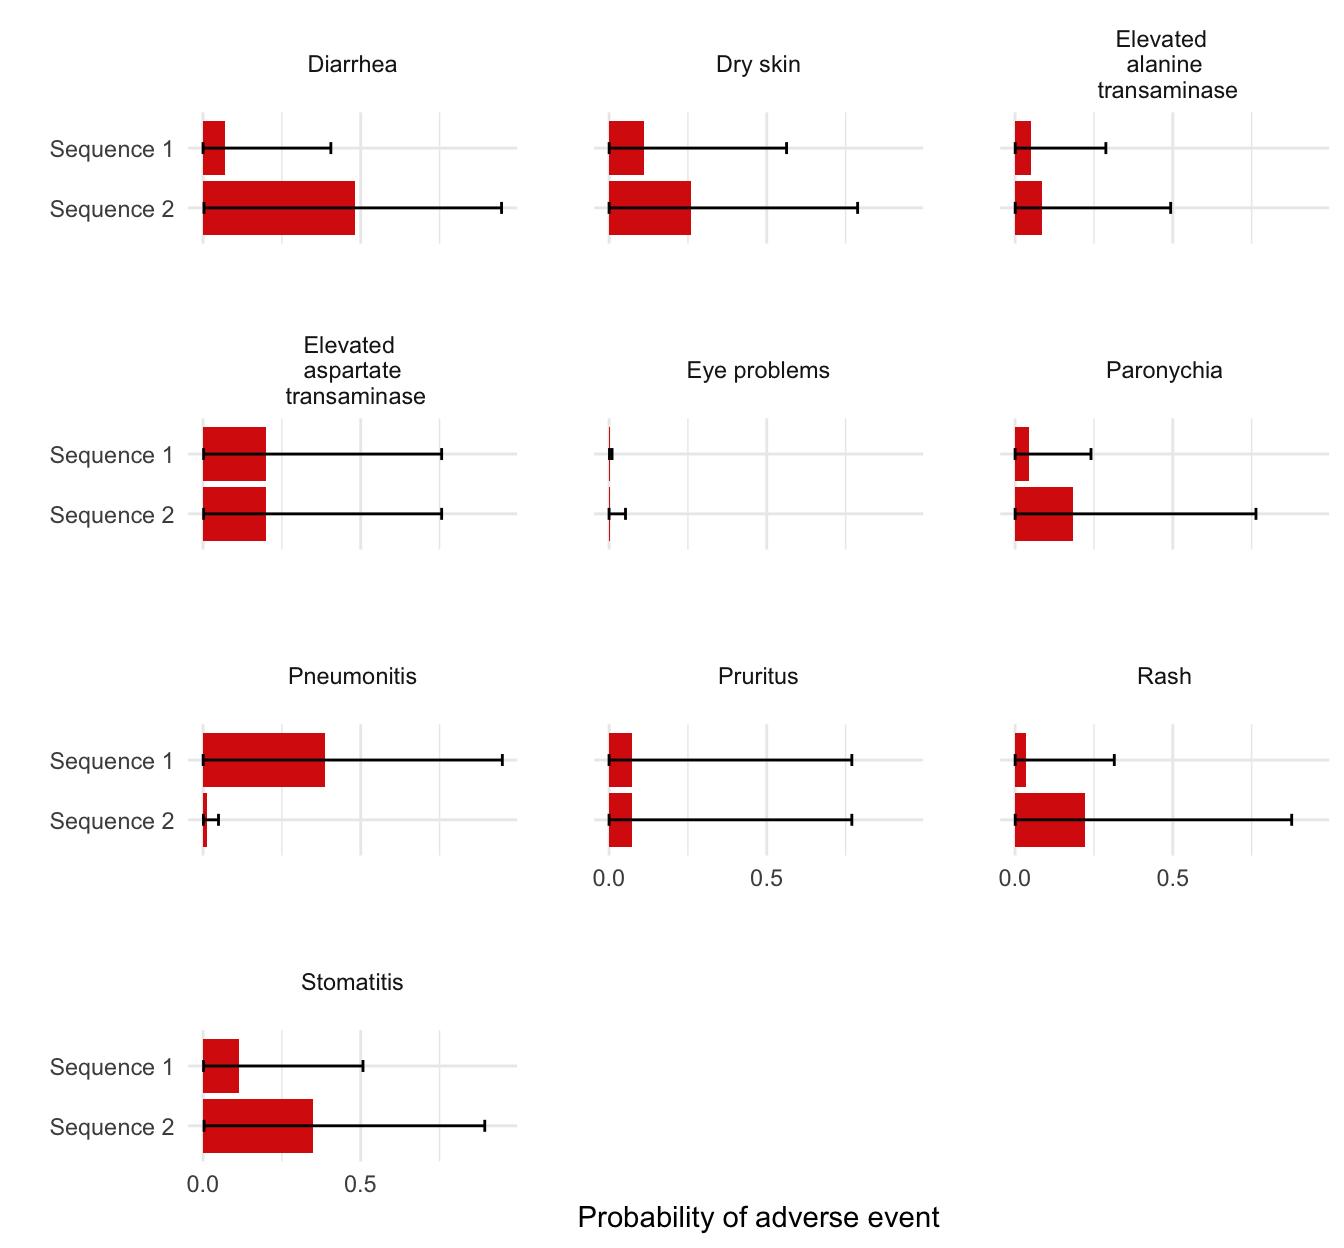 Diarrhea
Dry skin
Elevated
alanine
transaminase
Sequence 1
Sequence 2
Elevated
aspartate
transaminase
Eye problems
Paronychia
Sequence 1
Sequence 2
Pneumonitis
Pruritus
Rash
Sequence 1
Sequence 2
0.0 0.5
0.0 0.5
Stomatitis
Sequence 1
Sequence 2
0.0 0.5
Probability of adverse event